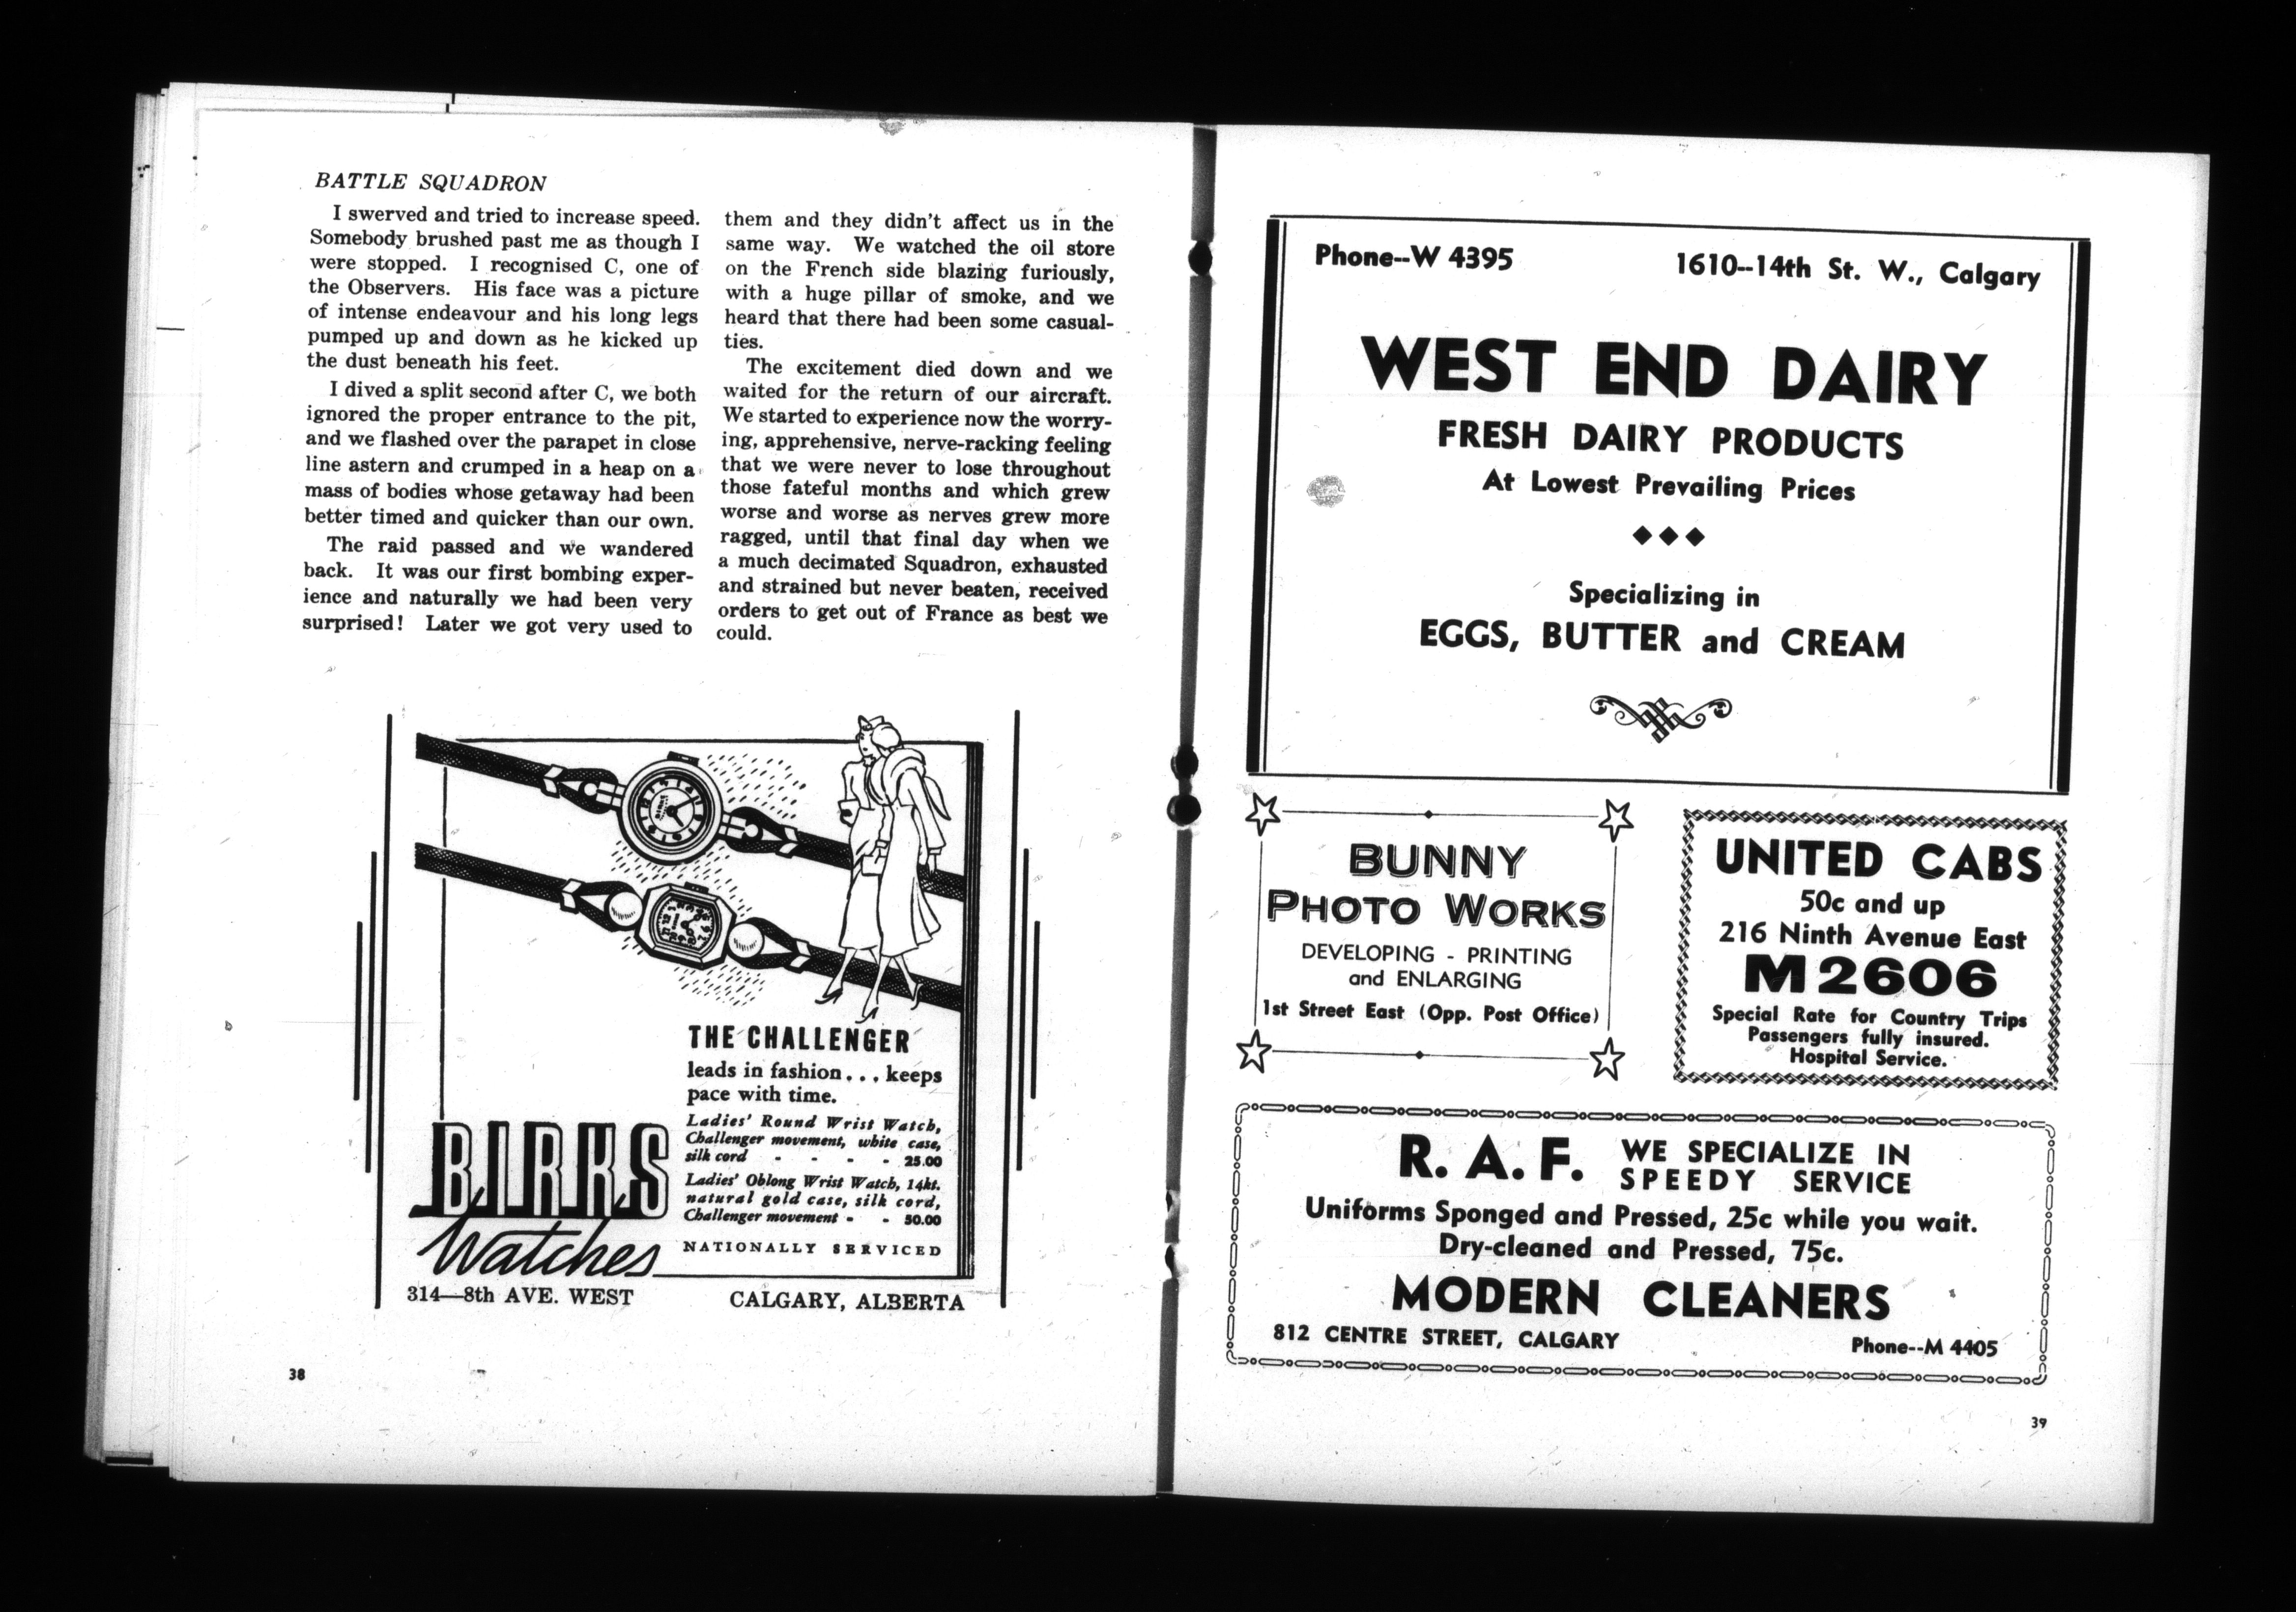 BATTLE SQUADRON
I swerved and tried to increase speed.
Somebody brushed past me as though I
were stopped. I recognised C, one of
the Observers. His face was a picture
of intense endeavour and his long legs
pumped up and down as he kicked up
the dust beneath his feet.
I dived a split second after C, we both
ignored the proper entrance to the pit,
and we flashed over the parapet in close
line astern and crumped in a heap on a
mass of bodies whose getaway had been
better timed and quicker than our own.
The raid passed and we wandered
back. It was our first bombing exper-
ience and naturally we had been very
surprised! Later we got very used to
them and they didn't affect us in the
same way. We watched the oil store
on the French side blazing furiously,
with a huge pillar of smoke, and we
heard that there had been some casual-
ties.
The excitement died down and we
waited for the return of our aircraft.
We started to experience now the worry-
ing, apprehensive, nerve-racking feeling
that we were never to lose throughout
those fateful months and which grew
worse and worse as nerves grew more
ragged, until that final day when we
a much decimated Squadron, exhausted
and strained but never beaten, received
orders to get out of France as best we
could.
THE CHALLENGER
leads in fashion... keeps
pace with time.
Ladies' Round Wrist Watch,
Challenger movement, white case,
silk cord - - - - 25.00
Ladies' Oblong Wrist Watch, 14kt.
natural gold case, silk cord,
Challenger movement - - 50.00
NATIONALLY SERVICED
BIRKS
Watches
314—8th AVE. WEST CALGARY, ALBERTA
38
Phone--W 4395 1610--14th St. W., Calgary
WEST END DAIRY
FRESH DAIRY PRODUCTS
At Lowest Prevailing Prices
◆◆◆
Specializing in
EGGS, BUTTER and CREAM
BUNNY
PHOTO WORKS
DEVELOPING - PRINTING
and ENLARGING
1st Street East (Opp. Post Office)
UNITED CABS
50c and up
216 Ninth Avenue East
M2606
Special Rate for Country Trips
Passengers fully insured.
Hospital Service.
R. A. F. WE SPECIALIZE IN
SPEEDY SERVICE
Uniforms Sponged and Pressed, 25c while you wait.
Dry-cleaned and Pressed, 75c.
MODERN CLEANERS
812 CENTRE STREET, CALGARY Phone--M 4405
39